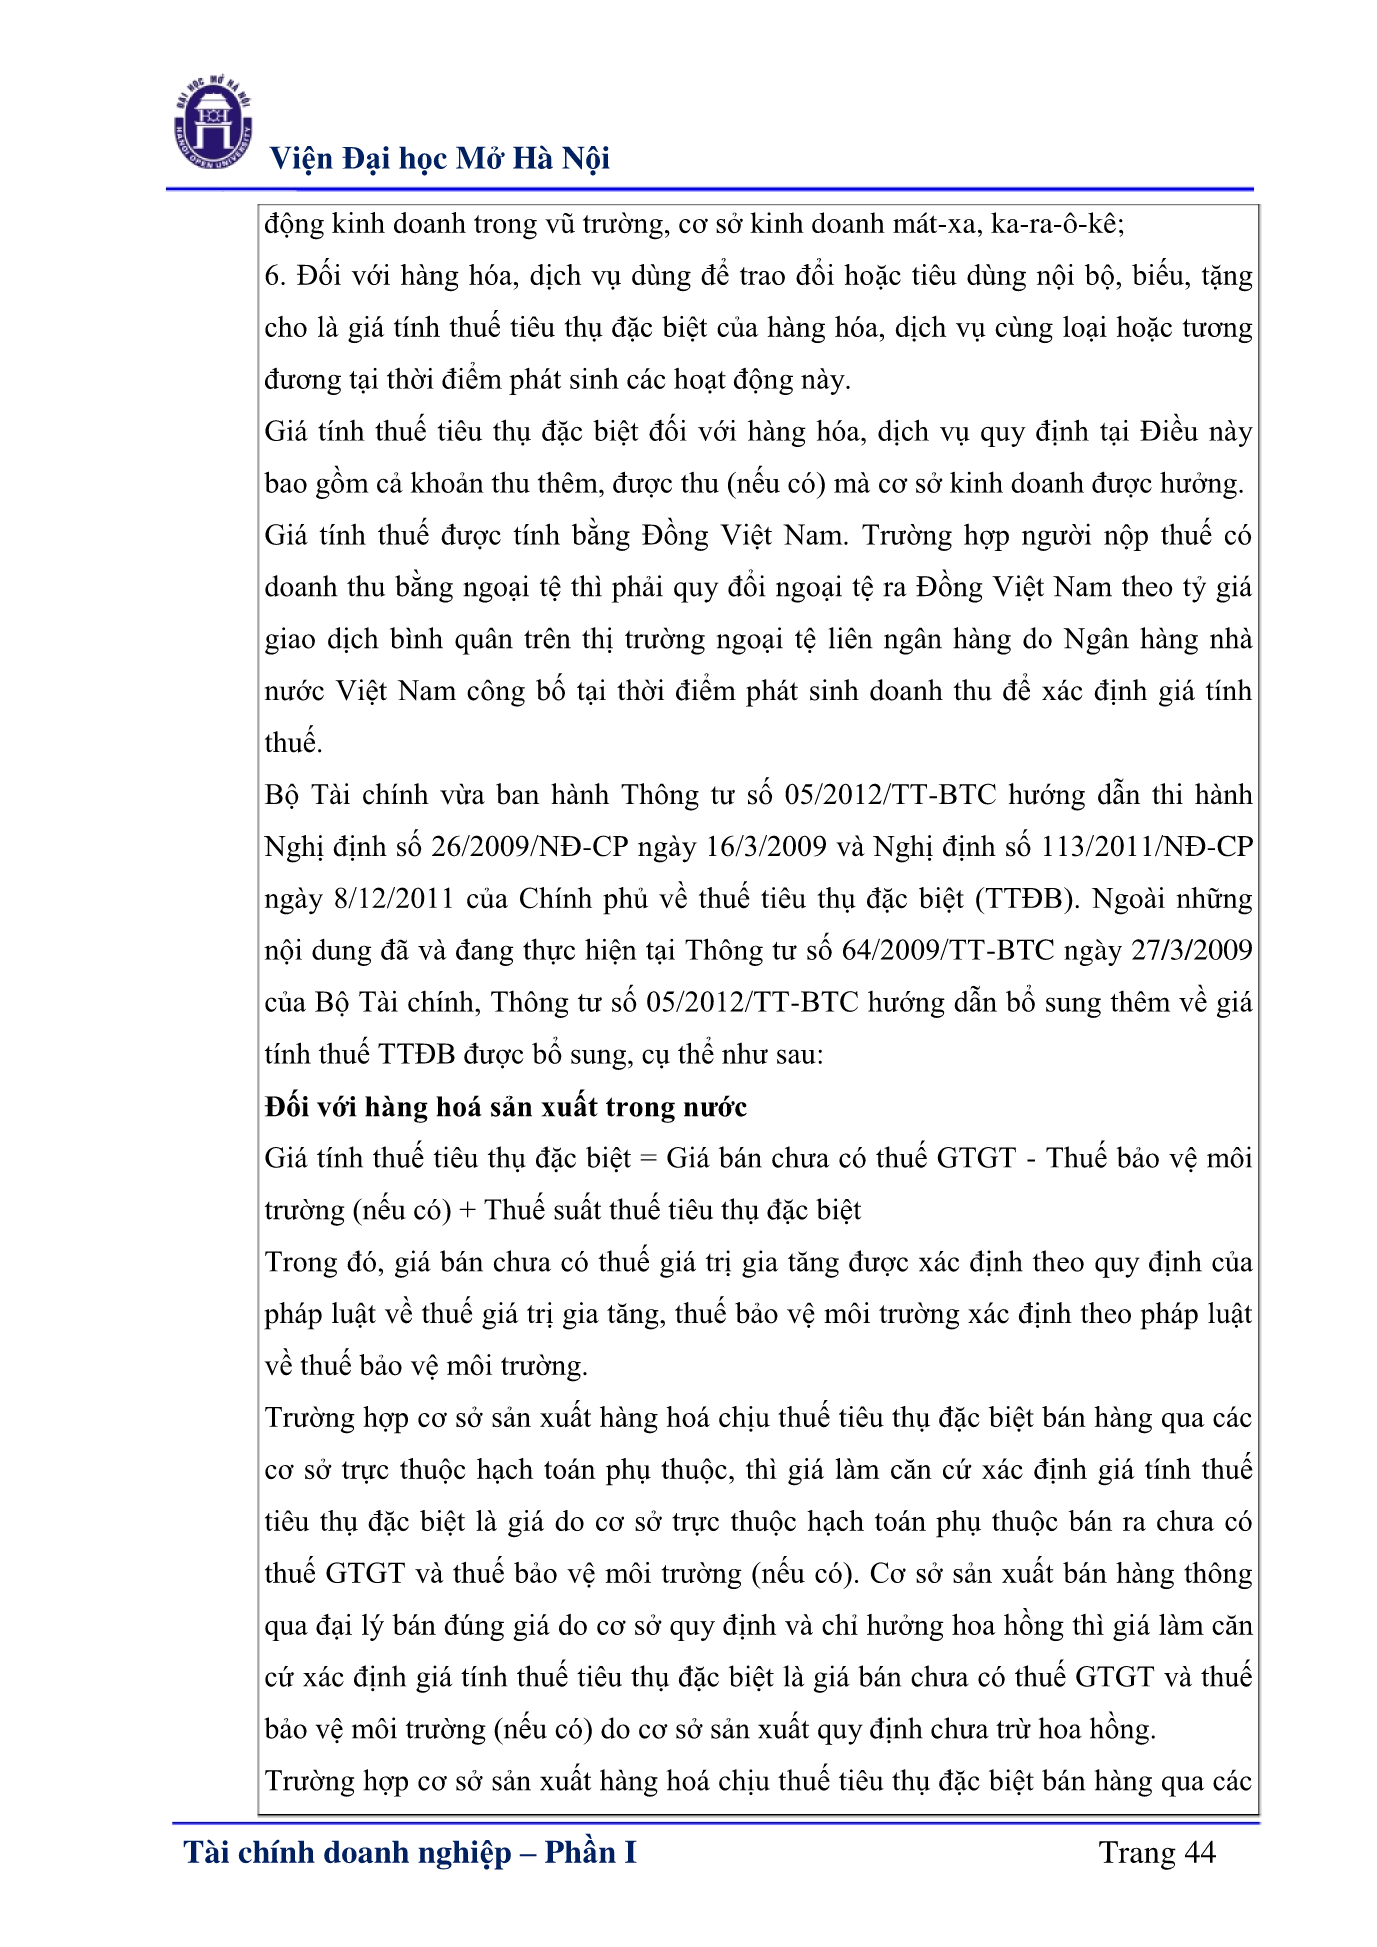 ĐẠI HỌC MỞ HÀ NỘI
HANOI OPEN UNIVERSITY
Viện Đại học Mở Hà Nội
động kinh doanh trong vũ trường, cơ sở kinh doanh mát-xa, ka-ra-ô-kê;
6. Đối với hàng hóa, dịch vụ dùng để trao đổi hoặc tiêu dùng nội bộ, biếu, tặng
cho là giá tính thuế tiêu thụ đặc biệt của hàng hóa, dịch vụ cùng loại hoặc tương
đương tại thời điểm phát sinh các hoạt động này.
Giá tính thuế tiêu thụ đặc biệt đối với hàng hóa, dịch vụ quy định tại Điều này
bao gồm cả khoản thu thêm, được thu (nếu có) mà cơ sở kinh doanh được hưởng.
Giá tính thuế được tính bằng Đồng Việt Nam. Trường hợp người nộp thuế có
doanh thu bằng ngoại tệ thì phải quy đổi ngoại tệ ra Đồng Việt Nam theo tỷ giá
giao dịch bình quân trên thị trường ngoại tệ liên ngân hàng do Ngân hàng nhà
nước Việt Nam công bố tại thời điểm phát sinh doanh thu để xác định giá tính
thuế.
Bộ Tài chính vừa ban hành Thông tư số 05/2012/TT-BTC hướng dẫn thi hành
Nghị định số 26/2009/NĐ-CP ngày 16/3/2009 và Nghị định số 113/2011/NĐ-CP
ngày 8/12/2011 của Chính phủ về thuế tiêu thụ đặc biệt (TTĐB). Ngoài những
nội dung đã và đang thực hiện tại Thông tư số 64/2009/TT-BTC ngày 27/3/2009
của Bộ Tài chính, Thông tư số 05/2012/TT-BTC hướng dẫn bổ sung thêm về giá
tính thuế TTĐB được bổ sung, cụ thể như sau:
Đối với hàng hoá sản xuất trong nước
Giá tính thuế tiêu thụ đặc biệt = Giá bán chưa có thuế GTGT - Thuế bảo vệ môi
trường (nếu có) + Thuế suất thuế tiêu thụ đặc biệt
Trong đó, giá bán chưa có thuế giá trị gia tăng được xác định theo quy định của
pháp luật về thuế giá trị gia tăng, thuế bảo vệ môi trường xác định theo pháp luật
về thuế bảo vệ môi trường.
Trường hợp cơ sở sản xuất hàng hoá chịu thuế tiêu thụ đặc biệt bán hàng qua các
cơ sở trực thuộc hạch toán phụ thuộc, thì giá làm căn cứ xác định giá tính thuế
tiêu thụ đặc biệt là giá do cơ sở trực thuộc hạch toán phụ thuộc bán ra chưa có
thuế GTGT và thuế bảo vệ môi trường (nếu có). Cơ sở sản xuất bán hàng thông
qua đại lý bán đúng giá do cơ sở quy định và chỉ hưởng hoa hồng thì giá làm căn
cứ xác định giá tính thuế tiêu thụ đặc biệt là giá bán chưa có thuế GTGT và thuế
bảo vệ môi trường (nếu có) do cơ sở sản xuất quy định chưa trừ hoa hồng.
Trường hợp cơ sở sản xuất hàng hoá chịu thuế tiêu thụ đặc biệt bán hàng qua các
Tài chính doanh nghiệp – Phần I
Trang 44